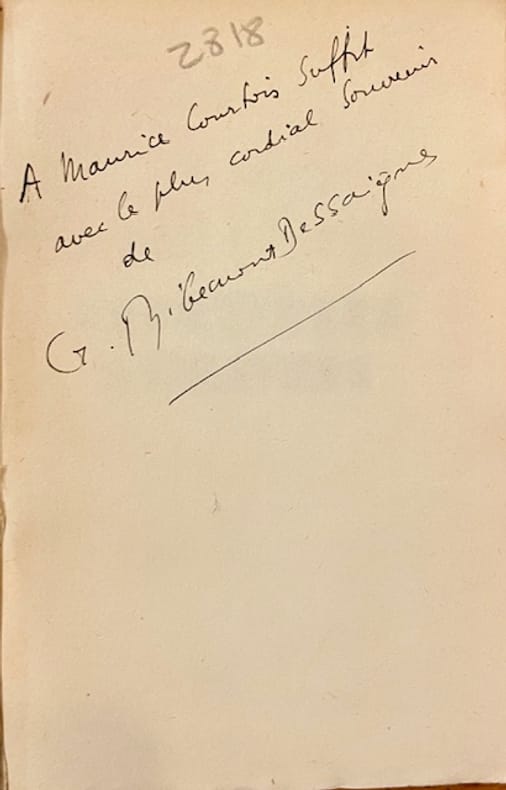 2818
A Maurice Courtois Suffit
avec le plus cordial souvenir
de
G. Ribemont Dessaignes